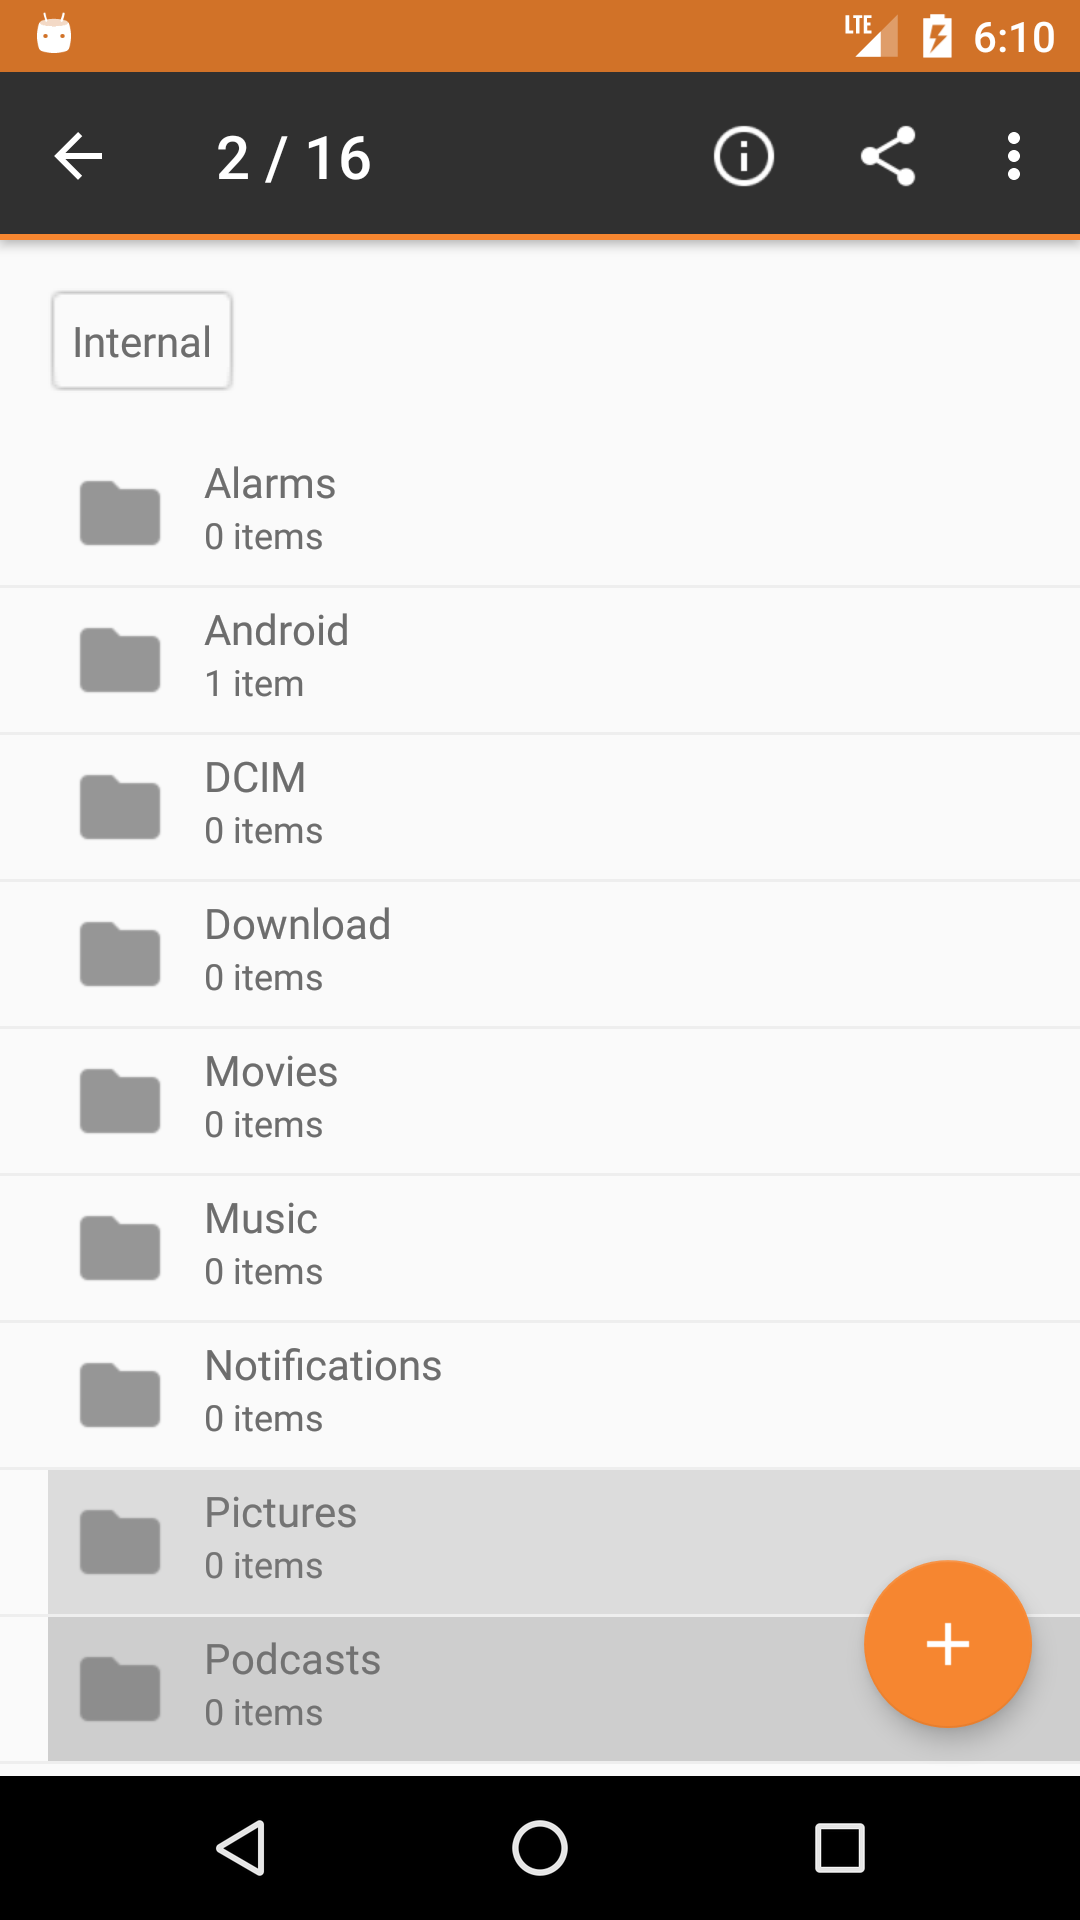 LTE 6:10
2 / 16
Internal
Alarms
0 items
Android
1 item
DCIM
0 items
Download
0 items
Movies
0 items
Music
0 items
Notifications
0 items
Pictures
0 items
Podcasts
0 items